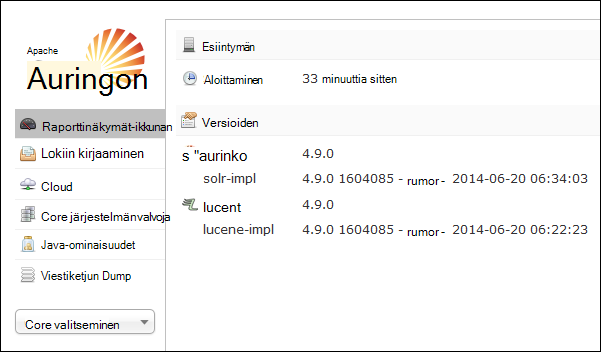 Apache
Auringon
Raporttinäkymät-ikkunan
Lokiin kirjaaminen
Cloud
Core järjestelmänvalvoja
Java-ominaisuudet
Viestiketjun Dump
Core valitseminen
Esiintymän
Aloittaminen 33 minuuttia sitten
Versioiden
s "aurinko 4.9.0
solr-impl 4.9.0 1604085 - rumor - 2014-06-20 06:34:03
lucent 4.9.0
lucene-impl 4.9.0 1604085 - rumor - 2014-06-20 06:22:23